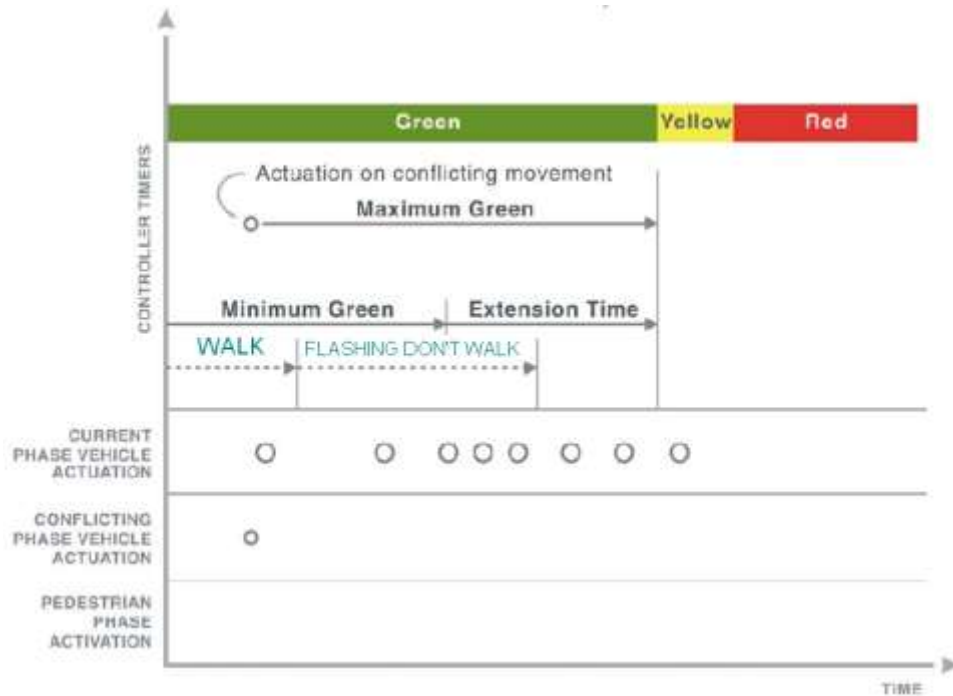 Green Yellow Red
Actuation on conflicting movement
Maximum Green
CONTROLLER TIMERS
Minimum Green Extension Time
WALK FLASHING DON'T WALK
CURRENT
PHASE VEHICLE
ACTUATION
CONFLICTING
PHASE VEHICLE
ACTUATION
PEDESTRIAN
PHASE
ACTIVATION
TIME